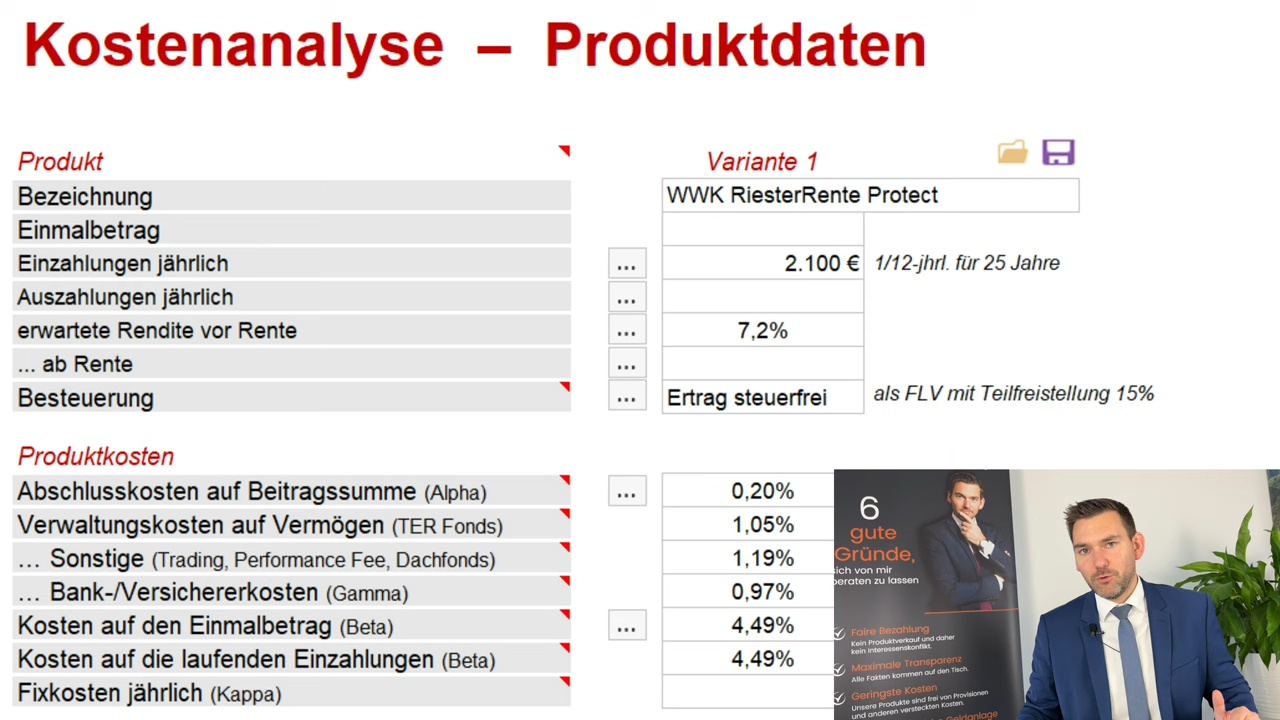 Kostenanalyse – Produktdaten
Produkt
Variante 1
Bezeichnung
WWK RiesterRente Protect
Einmalbetrag
Einzahlungen jährlich ... 2.100 € 1/12-jhrl. für 25 Jahre
Auszahlungen jährlich ...
erwartete Rendite vor Rente ... 7,2%
... ab Rente ...
Besteuerung ... Ertrag steuerfrei als FLV mit Teilfreistellung 15%
Produktkosten
Abschlusskosten auf Beitragssumme (Alpha) ... 0,20%
Verwaltungskosten auf Vermögen (TER Fonds) 1,05%
... Sonstige (Trading, Performance Fee, Dachfonds) 1,19%
... Bank-/Versichererkosten (Gamma) 0,97%
Kosten auf den Einmalbetrag (Beta) ... 4,49%
Kosten auf die laufenden Einzahlungen (Beta) 4,49%
Fixkosten jährlich (Kappa)
6
gute
Gründe,
sich von mir
beraten zu lassen
Faire Bezahlung
Kein Produktverkauf und daher
kein Interessenskonflikt.
Maximale Transparenz
Alle Fakten kommen auf den Tisch.
Geringste Kosten
Unsere Produkte sind frei von Provisionen
und anderen versteckten Kosten.
Geldanlage